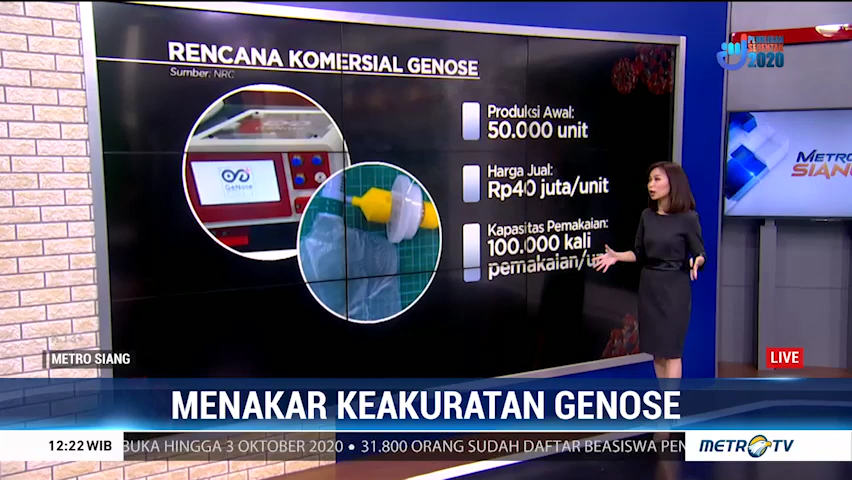 RENCANA KOMERSIAL GENOSE
Sumber: NRC
PEMILIHAN
SERENTAK
2020
Produksi Awal:
50.000 unit
Harga Jual:
Rp40 juta/unit
Kapasitas Pemakaian:
100.000 kali
pemakaian/
GeNose
METRO
SIANG
METRO SIANG
LIVE
MENAKAR KEAKURATAN GENOSE
12:22 WIB
BUKA HINGGA 3 OKTOBER 2020 • 31.800 ORANG SUDAH DAFTAR BEASISWA PEN
METRO TV